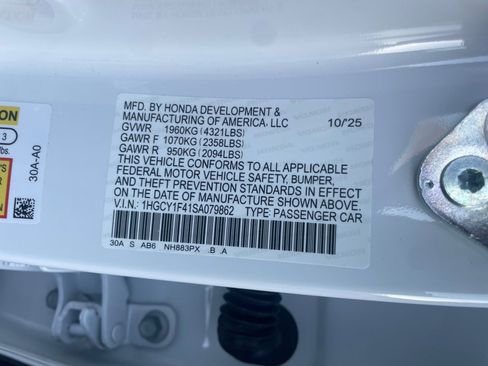 MFD. BY HONDA DEVELOPMENT &
MANUFACTURING OF AMERICA, LLC 10/25
GVWR 1960KG(4321LBS)
GAWR F 1070KG(2358LBS)
GAWR R 950KG(2094LBS)
THIS VEHICLE CONFORMS TO ALL APPLICABLE
FEDERAL MOTOR VEHICLE SAFETY, BUMPER,
AND THEFT PREVENTION STANDARDS IN EFFECT
ON THE DATE OF MANUFACTURE SHOWN ABOVE.
V.I.N.: 1HGCY1F41SA079862 TYPE:PASSENGER CAR
30A S AB6 NH883PX .B .A
30A-A0
3
lbs.